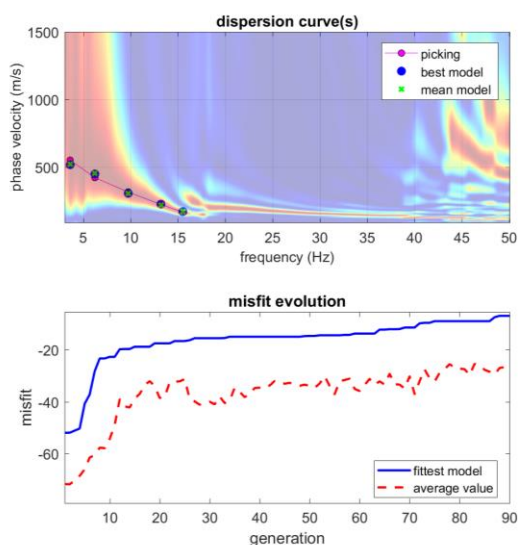 dispersion curve(s)
1500
1000
500
phase velocity (m/s)
picking
best model
mean model
5 10 15 20 25 30 35 40 45 50
frequency (Hz)
misfit evolution
-20
-40
-60
misfit
fittest model
average value
10 20 30 40 50 60 70 80 90
generation